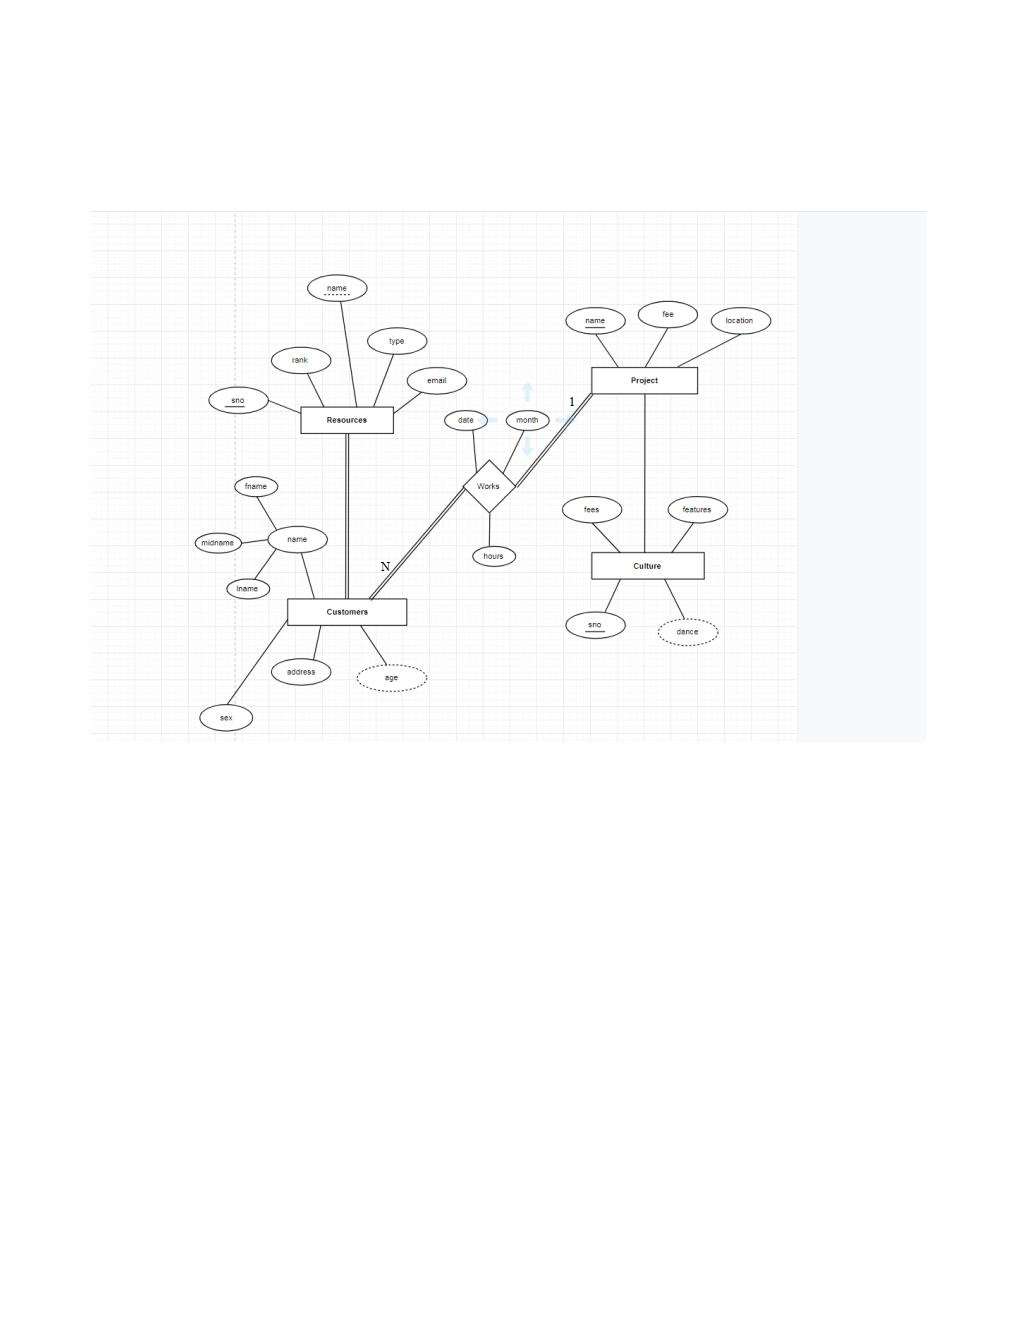 name
name
fee
location
type
rank
email
Project
sno
1
Resources
date
month
fname
Works
fees
features
name
midname
hours
N
Culture
lname
Customers
sno
dance
address
age
sex